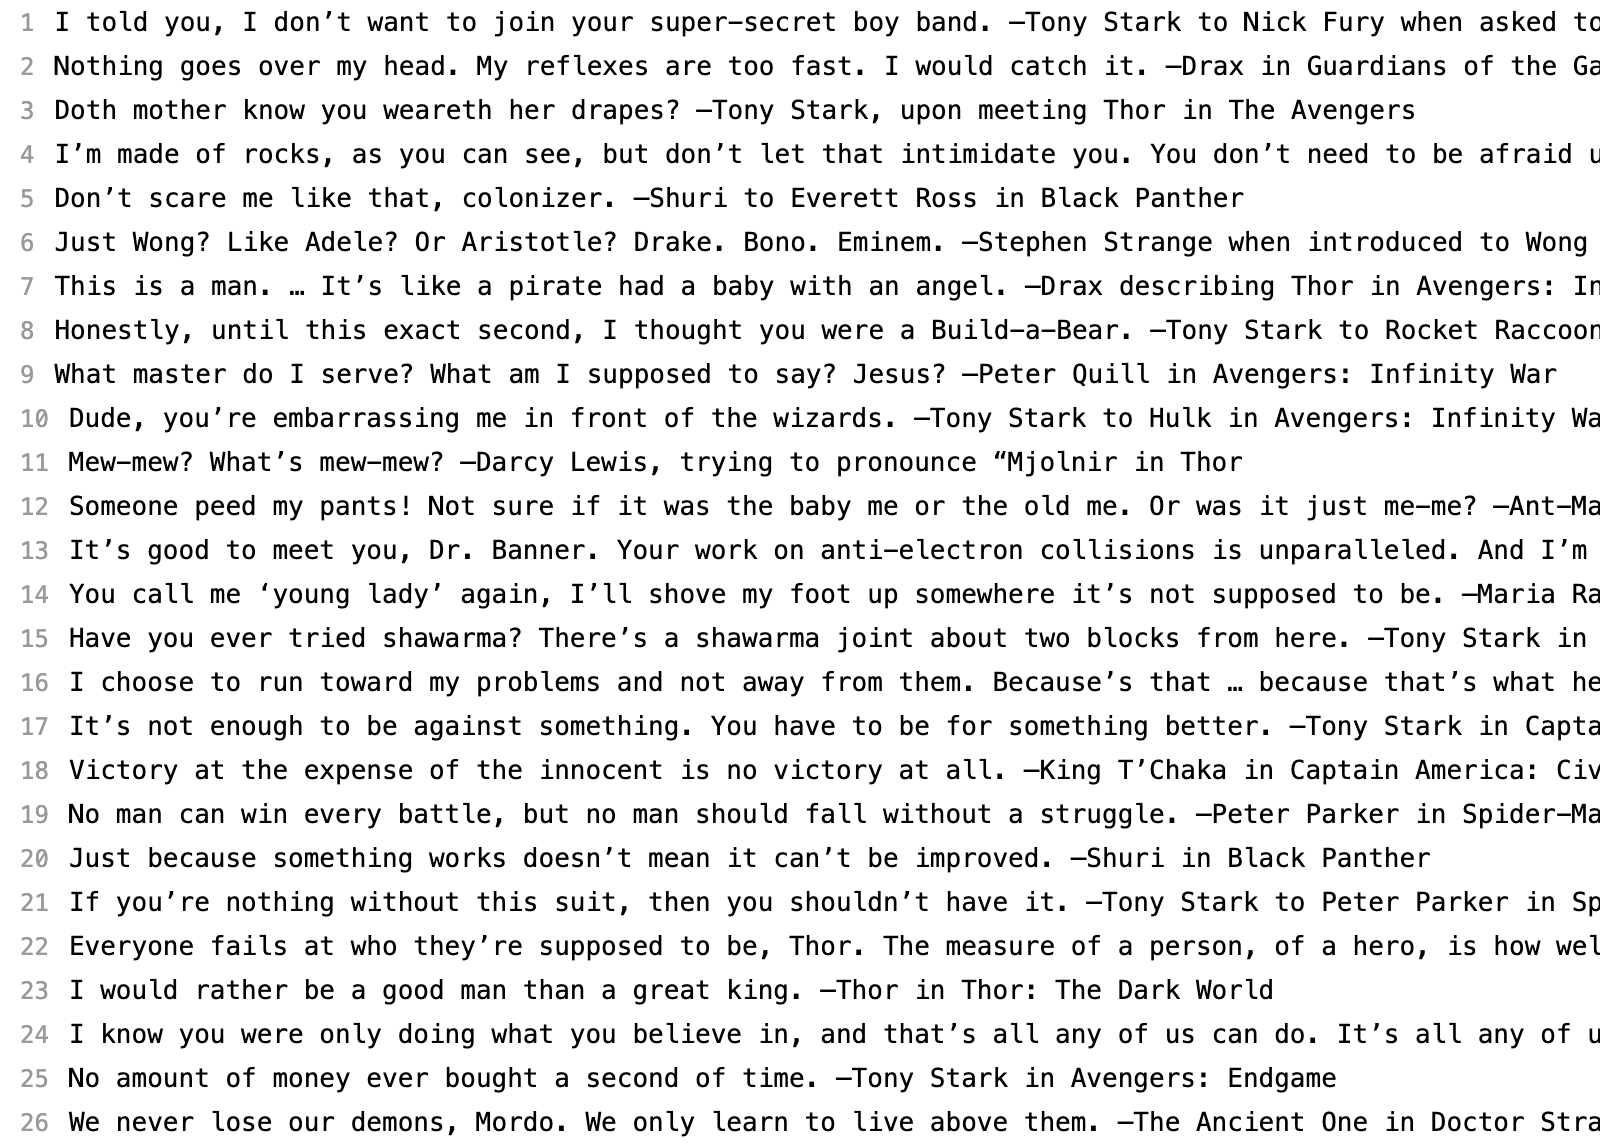 1 I told you, I don’t want to join your super-secret boy band. —Tony Stark to Nick Fury when asked to
2 Nothing goes over my head. My reflexes are too fast. I would catch it. —Drax in Guardians of the Ga
3 Doth mother know you weareth her drapes? —Tony Stark, upon meeting Thor in The Avengers
4 I’m made of rocks, as you can see, but don’t let that intimidate you. You don’t need to be afraid u
5 Don’t scare me like that, colonizer. —Shuri to Everett Ross in Black Panther
6 Just Wong? Like Adele? Or Aristotle? Drake. Bono. Eminem. —Stephen Strange when introduced to Wong
7 This is a man. … It’s like a pirate had a baby with an angel. —Drax describing Thor in Avengers: In
8 Honestly, until this exact second, I thought you were a Build-a-Bear. —Tony Stark to Rocket Raccoon
9 What master do I serve? What am I supposed to say? Jesus? —Peter Quill in Avengers: Infinity War
10 Dude, you’re embarrassing me in front of the wizards. —Tony Stark to Hulk in Avengers: Infinity Wa
11 Mew-mew? What’s mew-mew? —Darcy Lewis, trying to pronounce “Mjolnir in Thor
12 Someone peed my pants! Not sure if it was the baby me or the old me. Or was it just me-me? —Ant-Ma
13 It’s good to meet you, Dr. Banner. Your work on anti-electron collisions is unparalleled. And I’m
14 You call me ‘young lady’ again, I’ll shove my foot up somewhere it’s not supposed to be. —Maria Ra
15 Have you ever tried shawarma? There’s a shawarma joint about two blocks from here. —Tony Stark in
16 I choose to run toward my problems and not away from them. Because’s that … because that’s what he
17 It’s not enough to be against something. You have to be for something better. —Tony Stark in Capta
18 Victory at the expense of the innocent is no victory at all. —King T’Chaka in Captain America: Civ
19 No man can win every battle, but no man should fall without a struggle. —Peter Parker in Spider-Ma
20 Just because something works doesn’t mean it can’t be improved. —Shuri in Black Panther
21 If you’re nothing without this suit, then you shouldn’t have it. —Tony Stark to Peter Parker in Sp
22 Everyone fails at who they’re supposed to be, Thor. The measure of a person, of a hero, is how wel
23 I would rather be a good man than a great king. —Thor in Thor: The Dark World
24 I know you were only doing what you believe in, and that’s all any of us can do. It’s all any of u
25 No amount of money ever bought a second of time. —Tony Stark in Avengers: Endgame
26 We never lose our demons, Mordo. We only learn to live above them. —The Ancient One in Doctor Stra